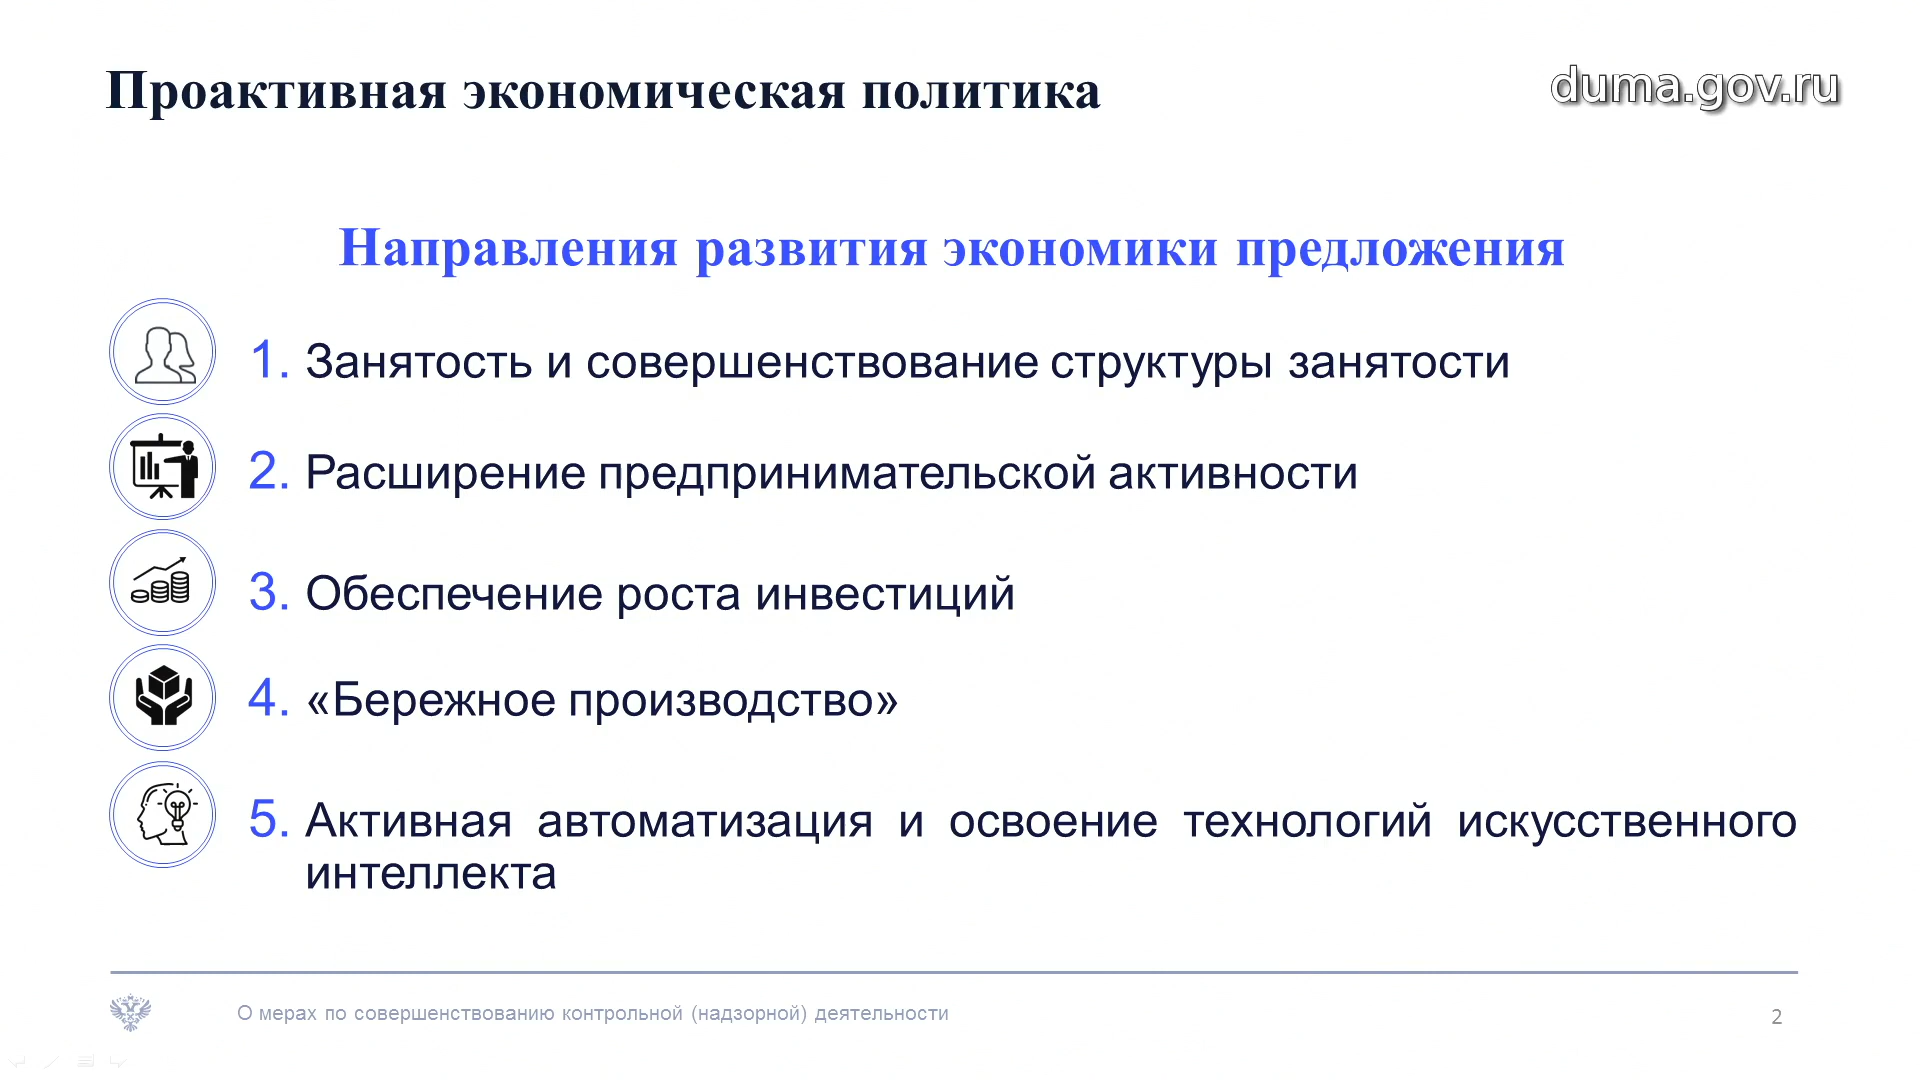 Проактивная экономическая политика
duma.gov.ru
Направления развития экономики предложения
1. Занятость и совершенствование структуры занятости
2. Расширение предпринимательской активности
3. Обеспечение роста инвестиций
4. «Бережное производство»
5. Активная автоматизация и освоение технологий искусственного
интеллекта
О мерах по совершенствованию контрольной (надзорной) деятельности
2